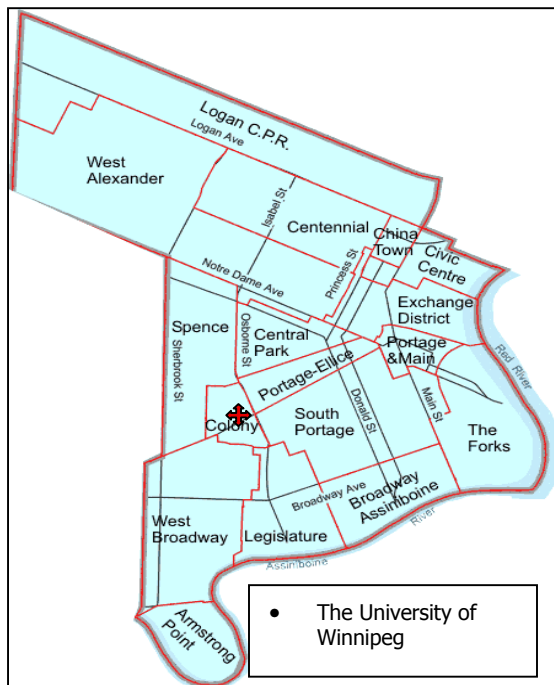 Logan C.P.R.
Logan Ave
West
Alexander
Isabel St
Centennial
China
Town
Civic
Centre
Princess St
Notre Dame Ave
Exchange
District
Spence
Osborne St
Central
Park
Portage
&Main
Red River
Sherbrook St
Portage-Ellice
Colony
South
Portage
Donald St
Main St
The
Forks
Broadway Ave
Broadway
Assiniboine
West
Broadway
Legislature
River
Assiniboine
Armstrong
Point
• The University of
Winnipeg